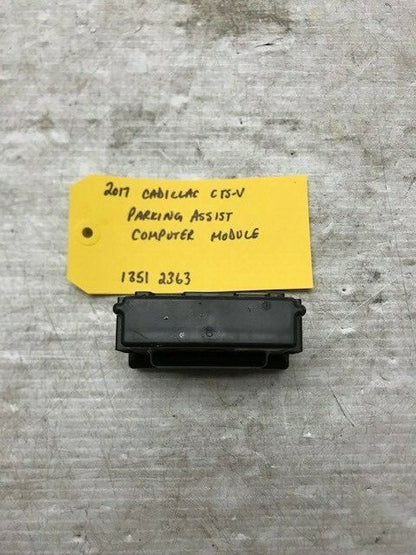 2017 CADILLAC CTS-V
PARKING ASSIST
COMPUTER MODULE
1351 2363